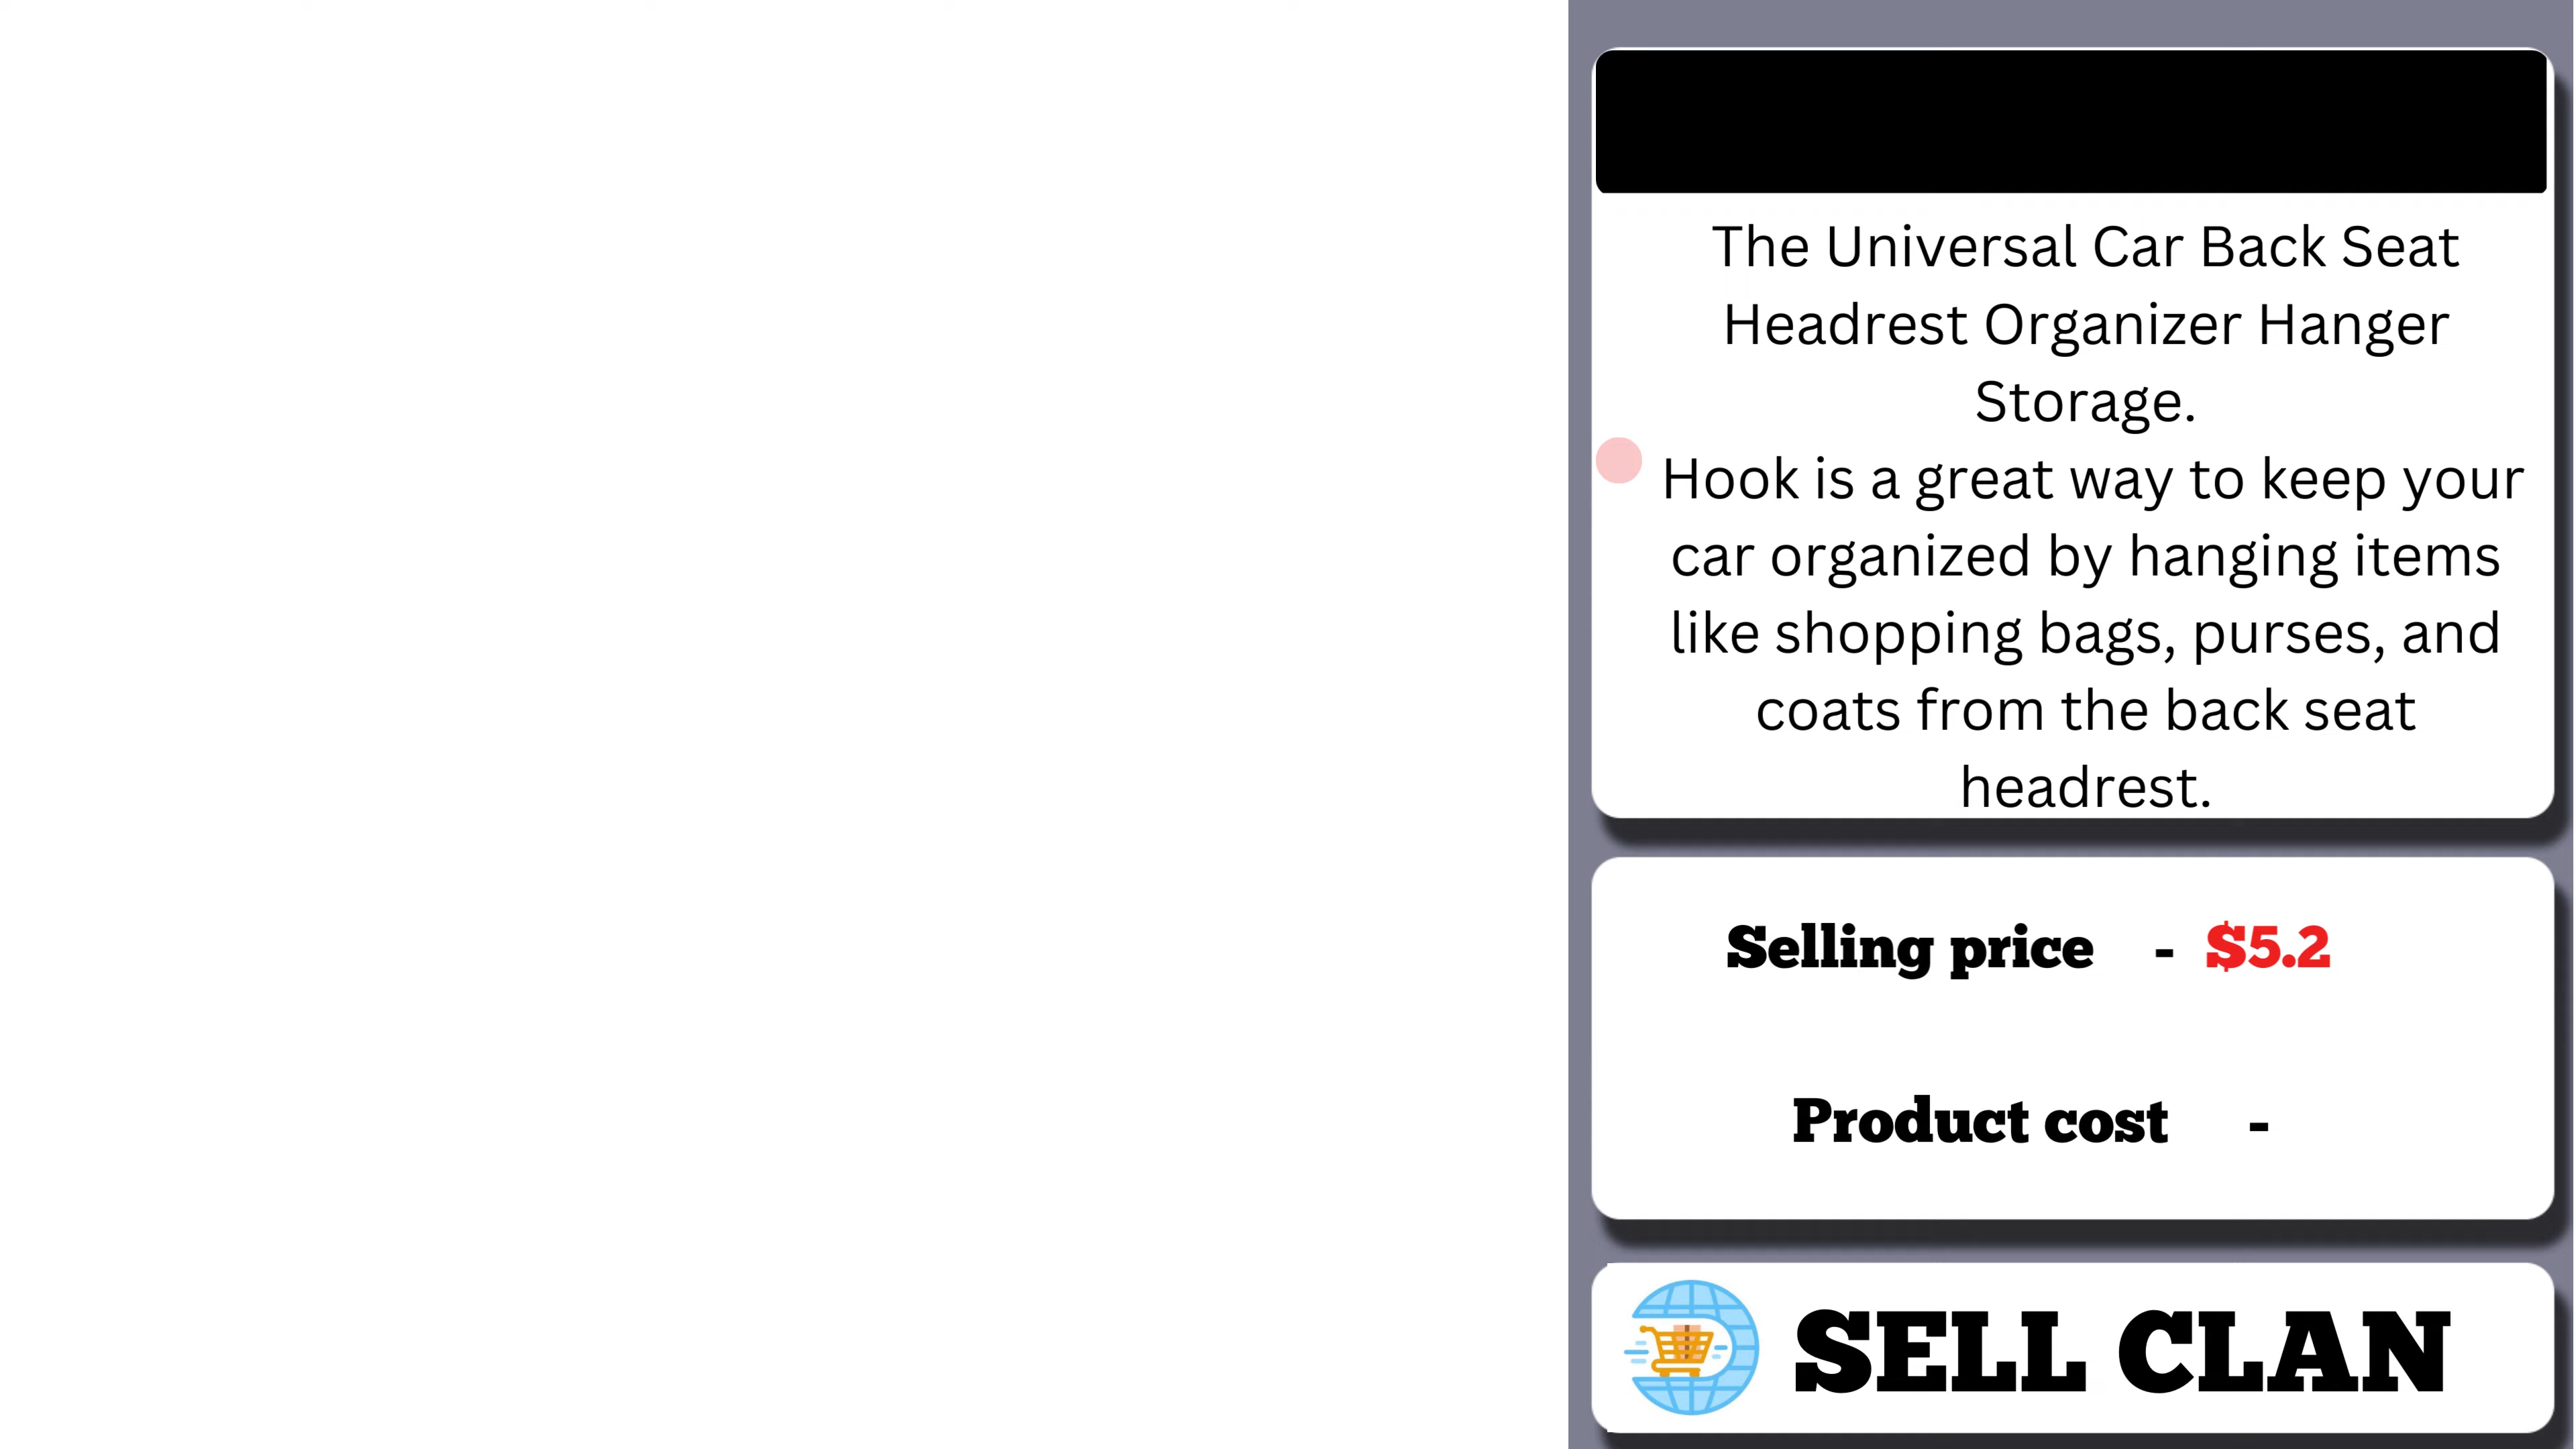 The Universal Car Back Seat
Headrest Organizer Hanger
Storage.
Hook is a great way to keep your
car organized by hanging items
like shopping bags, purses, and
coats from the back seat
headrest.
Selling price - $5.2
Product cost -
SELL CLAN